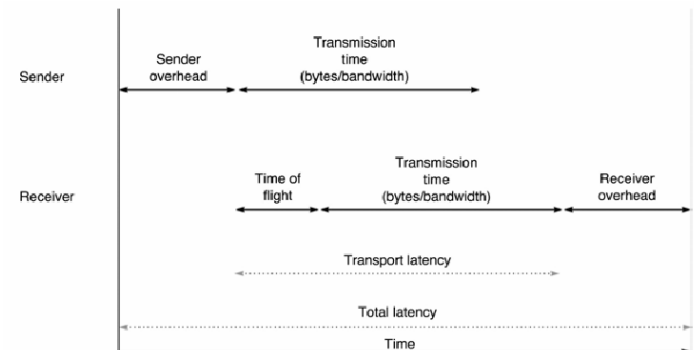 Sender
Sender
overhead
Transmission
time
(bytes/bandwidth)
Receiver
Time of
flight
Transmission
time
(bytes/bandwidth)
Receiver
overhead
Transport latency
Total latency
Time